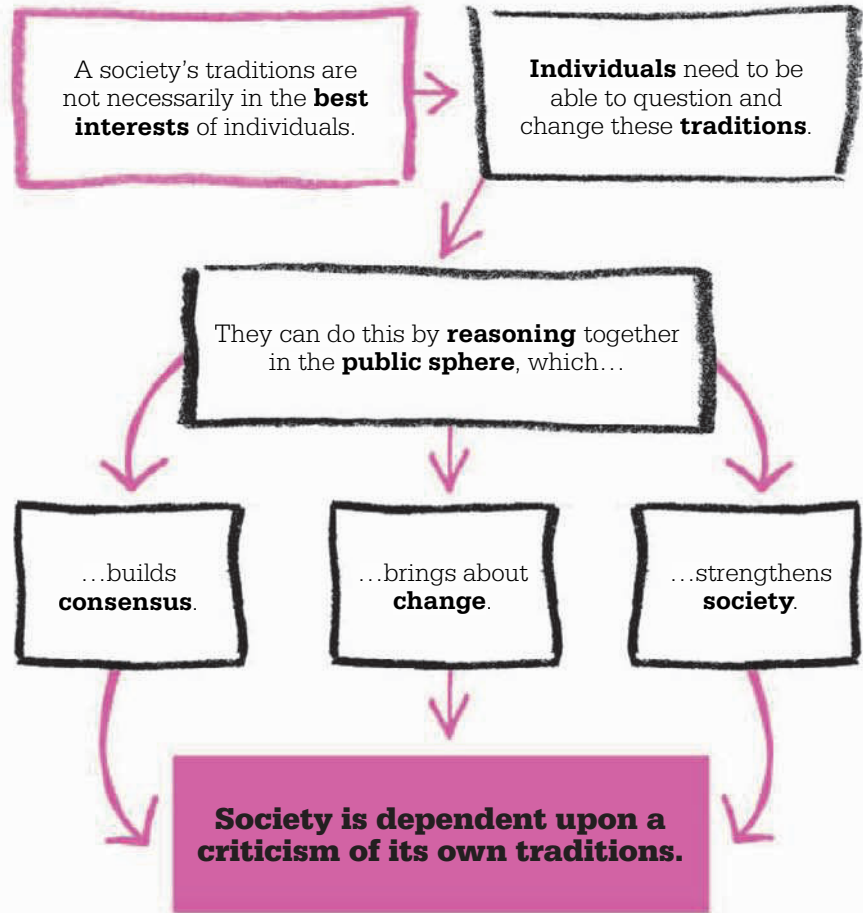 A society’s traditions are
not necessarily in the best
interests of individuals.
Individuals need to be
able to question and
change these traditions.
They can do this by reasoning together
in the public sphere, which…
…builds
consensus.
…brings about
change.
…strengthens
society.
Society is dependent upon a
criticism of its own traditions.